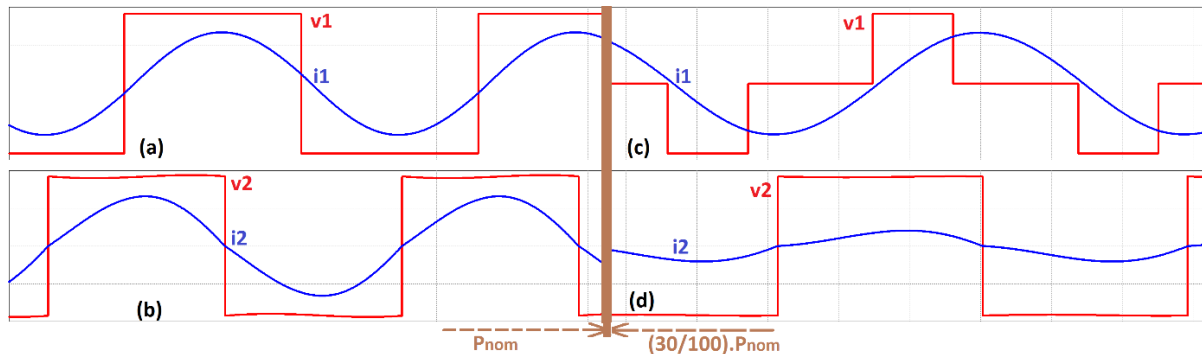 v1
i1
(a)
v1
i1
(c)
v2
i2
(b)
v2
i2
(d)
Pnom
(30/100).Pnom